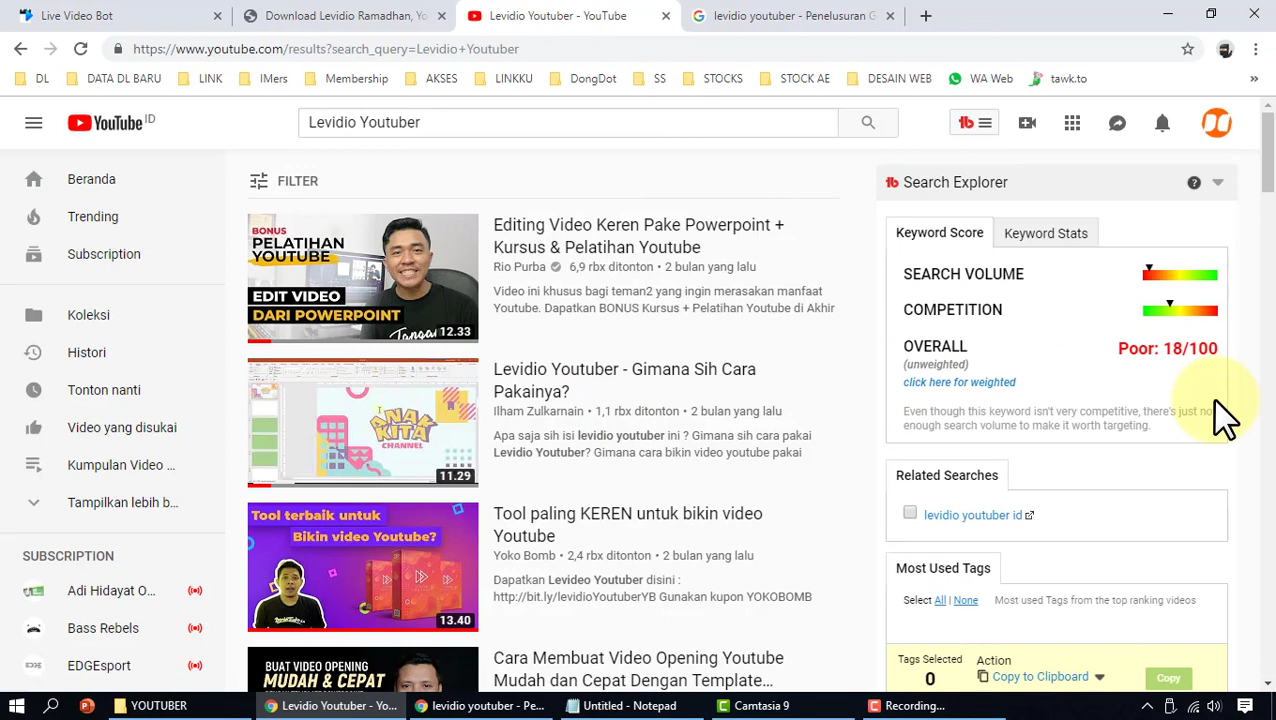 Live Video Bot
Download Levidio Ramadhan, Yo
Levidio Youtuber - YouTube
levidio youtuber - Penelusuran G
https://www.youtube.com/results?search_query=Levidio+Youtuber
DL
DATA DL BARU
LINK
IMers
Membership
AKSES
LINKKU
DongDot
SS
STOCKS
STOCK AE
DESAIN WEB
WA Web
tawk.to
YouTube ID
Levidio Youtuber
tb
Beranda
Trending
Subscription
Koleksi
Histori
Tonton nanti
Video yang disukai
Kumpulan Video ...
Tampilkan lebih b...
SUBSCRIPTION
Adi Hidayat O...
Bass Rebels
EDGEsport
FILTER
BONUS
PELATIHAN
YOUTUBE
EDIT VIDEO
DARI POWERPOINT
12.33
Editing Video Keren Pake Powerpoint +
Kursus & Pelatihan Youtube
Rio Purba 6,9 rbx ditonton • 2 bulan yang lalu
Video ini khusus bagi teman2 yang ingin merasakan manfaat
Youtube. Dapatkan BONUS Kursus + Pelatihan Youtube di Akhir
ANAK
KITA
CHANNEL
11.29
Levidio Youtuber - Gimana Sih Cara
Pakainya?
Ilham Zulkarnain • 1,1 rbx ditonton • 2 bulan yang lalu
Apa saja sih isi levidio youtuber ini ? Gimana sih cara pakai
Levidio Youtuber? Gimana cara bikin video youtube pakai
Tool terbaik untuk
Bikin video Youtube?
13.40
Tool paling KEREN untuk bikin video
Youtube
Yoko Bomb • 2,4 rbx ditonton • 2 bulan yang lalu
Dapatkan Levideo Youtuber disini :
http://bit.ly/levidioYoutuberYB Gunakan kupon YOKOBOMB
BUAT VIDEO OPENING
MUDAH & CEPAT
Cara Membuat Video Opening Youtube
Mudah dan Cepat Dengan Template...
tb Search Explorer
Keyword Score
Keyword Stats
SEARCH VOLUME
COMPETITION
OVERALL
Poor: 18/100
(unweighted)
click here for weighted
Even though this keyword isn't very competitive, there's just no
enough search volume to make it worth targeting.
Related Searches
levidio youtuber id
Most Used Tags
Select All | None Most used Tags from the top ranking videos
Tags Selected
0
Action
Copy to Clipboard
Copy
YOUTUBER
Levidio Youtuber - Yo...
levidio youtuber - Pe...
Untitled - Notepad
Camtasia 9
Recording...